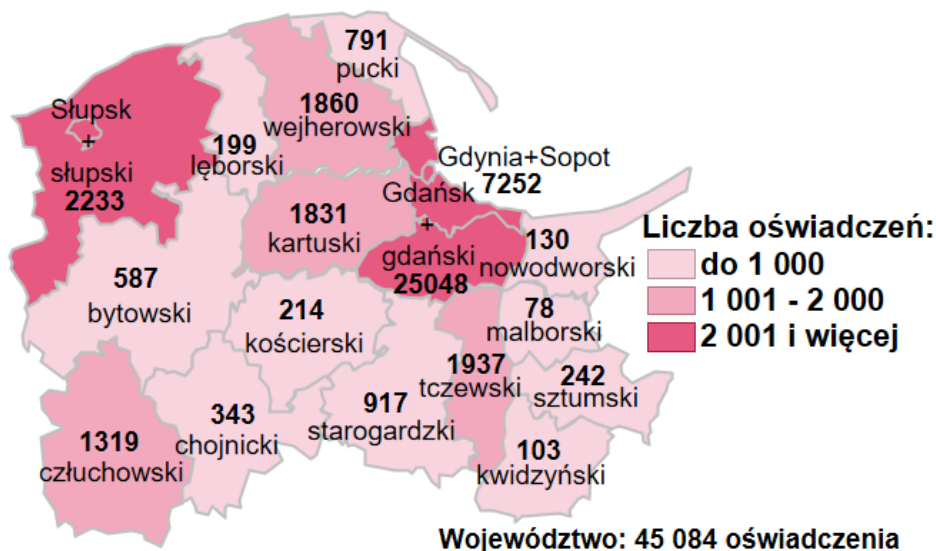 791
pucki
1860
wejherowski
Słupsk
+
słupski
2233
199
lęborski
Gdynia+Sopot
7252
Gdańsk
+
gdański
25048
1831
kartuski
130
nowodworski
587
bytowski
214
kościerski
78
malborski
1937
tczewski
242
sztumski
1319
człuchowski
343
chojnicki
917
starogardzki
103
kwidzyński
Liczba oświadczeń:
do 1 000
1 001 - 2 000
2 001 i więcej
Województwo: 45 084 oświadczenia